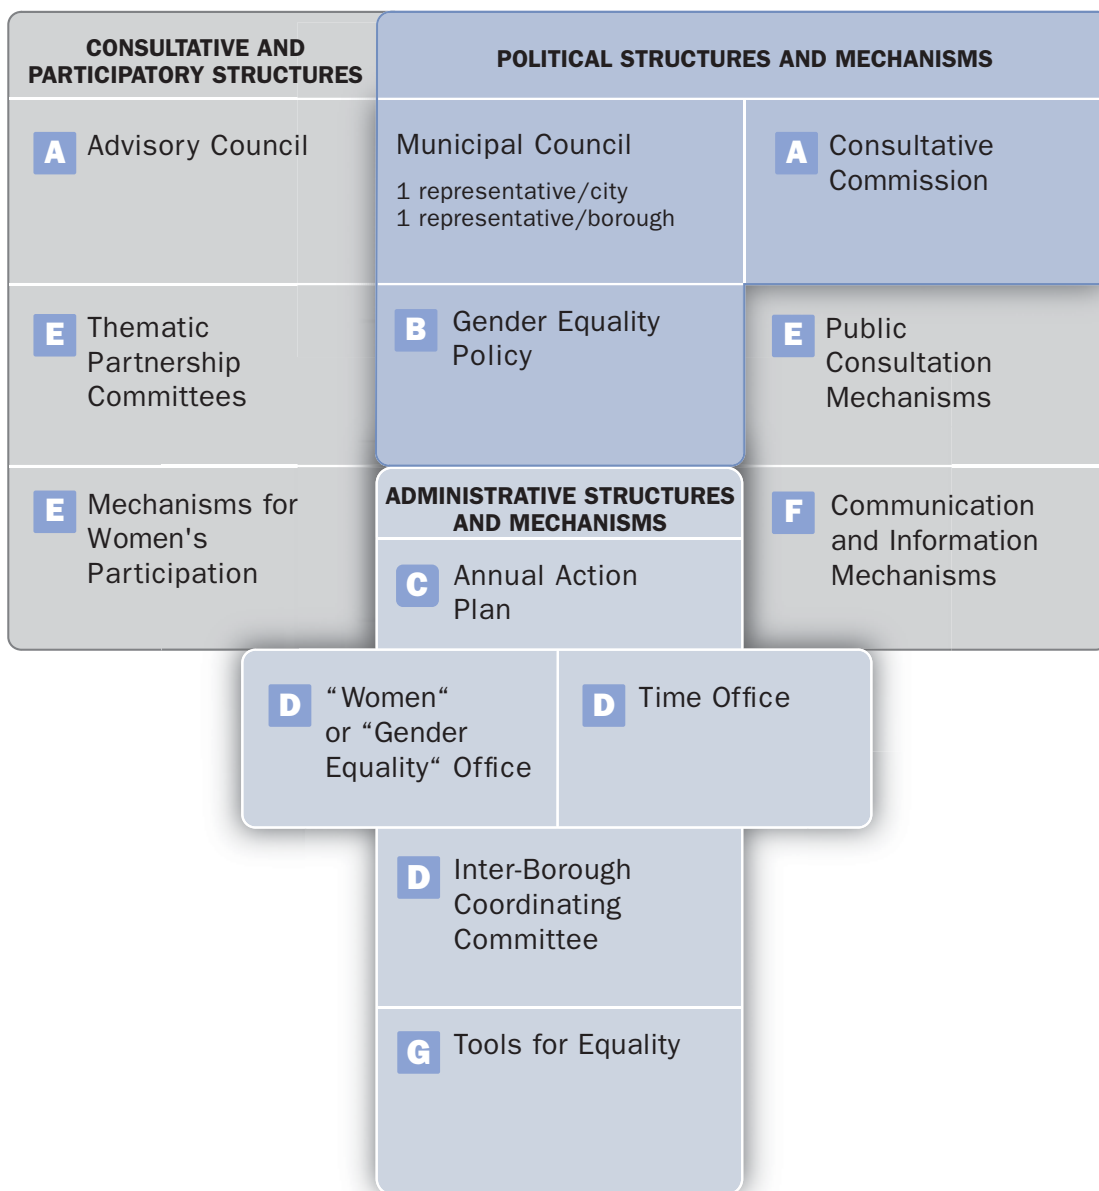 CONSULTATIVE AND
PARTICIPATORY STRUCTURES
POLITICAL STRUCTURES AND MECHANISMS
A
Advisory Council
Municipal Council
1 representative/city
1 representative/borough
A
Consultative
Commission
E
Thematic
Partnership
Committees
B
Gender Equality
Policy
E
Public
Consultation
Mechanisms
E
Mechanisms for
Women's
Participation
ADMINISTRATIVE STRUCTURES
AND MECHANISMS
C
Annual Action
Plan
F
Communication
and Information
Mechanisms
D
“Women“
or “Gender
Equality“ Office
D
Time Office
D
Inter-Borough
Coordinating
Committee
G
Tools for Equality